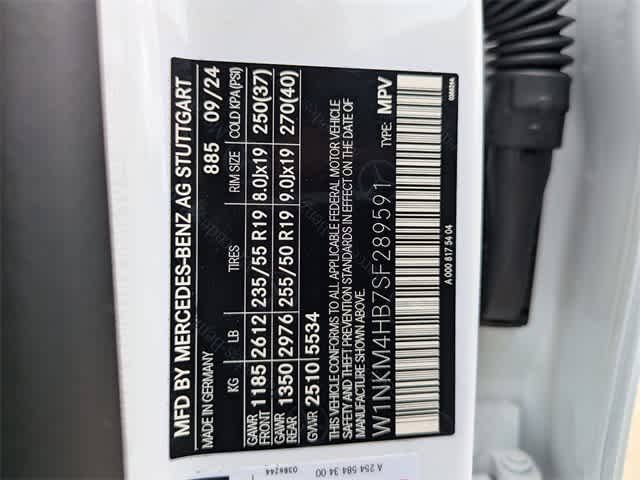 MFD BY MERCEDES-BENZ AG STUTTGART
MADE IN GERMANY 885 09/24
KG LB TIRES RIM SIZE COLD KPA(PSI)
GAWR FRONT 1185 2612 235/55 R19 8.0Jx19 250(37)
GAWR REAR 1350 2976 255/50 R19 9.0Jx19 270(40)
GVWR 2510 5534
THIS VEHICLE CONFORMS TO ALL APPLICABLE FEDERAL MOTOR VEHICLE
SAFETY AND THEFT PREVENTION STANDARDS IN EFFECT ON THE DATE OF
MANUFACTURE SHOWN ABOVE.
W1NKM4HB7SF289591 TYPE: MPV
A 000 817 54 04
A 254 584 34 00